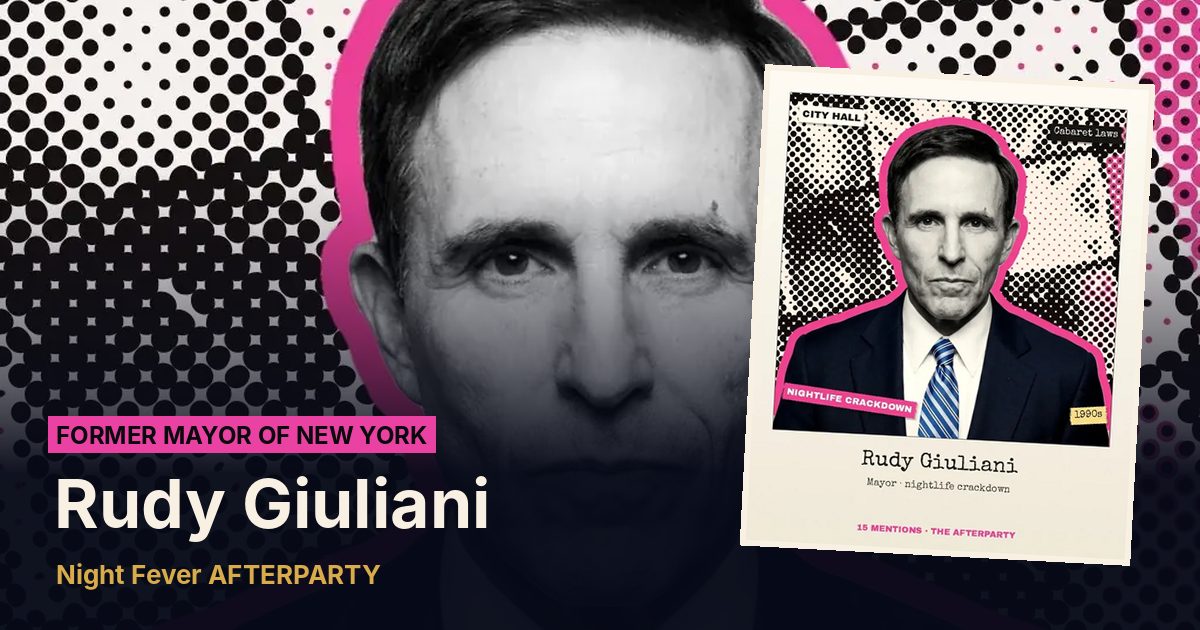 FORMER MAYOR OF NEW YORK
Rudy Giuliani
Night Fever AFTERPARTY
CITY HALL
Cabaret laws
NIGHTLIFE CRACKDOWN
1990s
Rudy Giuliani
Mayor · nightlife crackdown
15 MENTIONS · THE AFTERPARTY